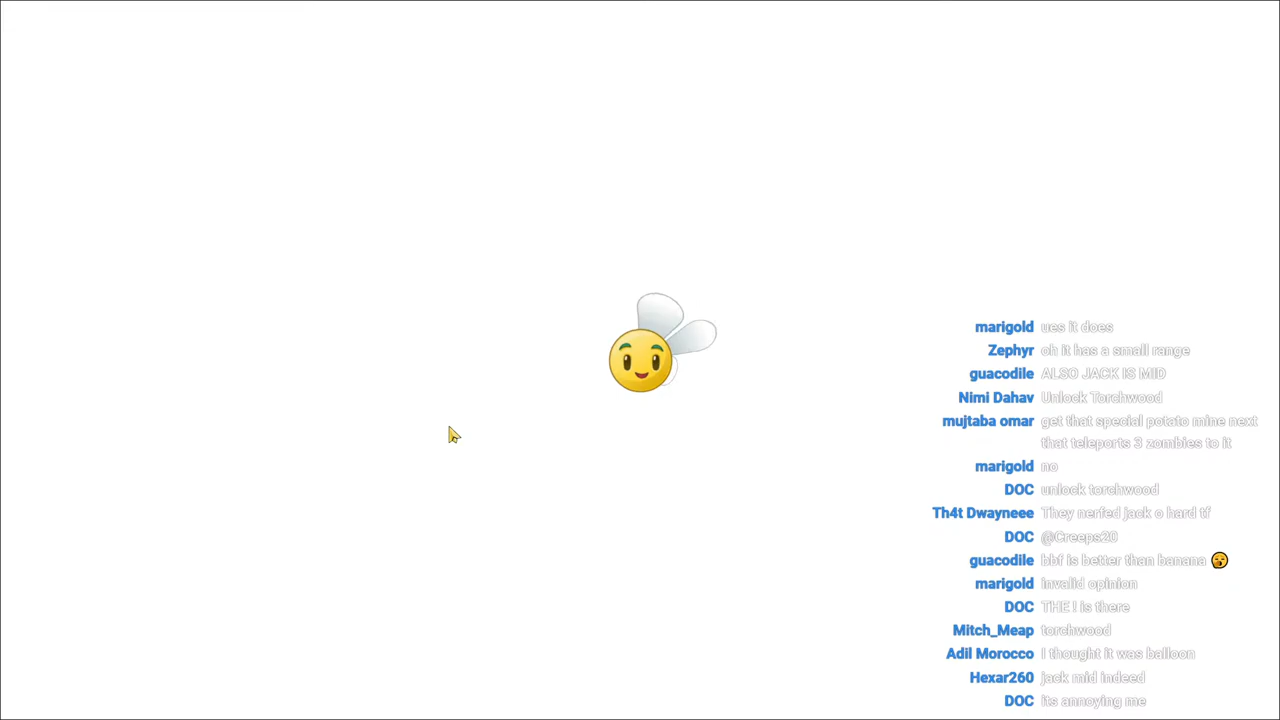 marigold ues it does
Zephyr oh it has a small range
guacodile ALSO JACK IS MID
Nimi Dahav Unlock Torchwood
mujtaba omar get that special potato mine next
that teleports 3 zombies to it
marigold no
DOC unlock torchwood
Th4t Dwayneee They nerfed jack o hard tf
DOC @Creeps20
guacodile bbf is better than banana 😲
marigold Invalid opinion
DOC THE ! is there
Mitch_Meap torchwood
Adil Morocco I thought it was balloon
Hexar260 jack mid indeed
DOC its annoying me